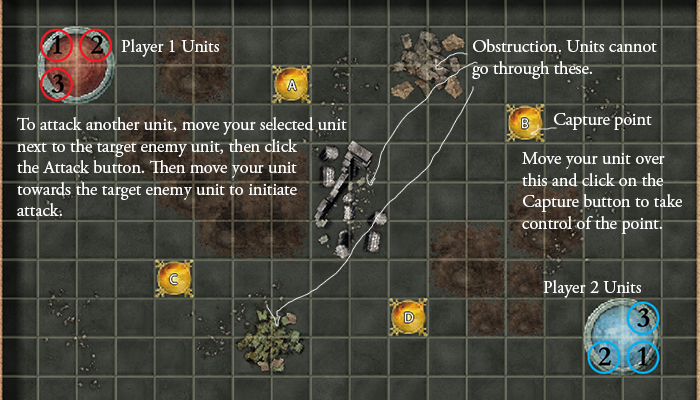 1 2
3
Player 1 Units
Obstruction. Units cannot
go through these.
A
B
Capture point
To attack another unit, move your selected unit
next to the target enemy unit, then click
the Attack button. Then move your unit
towards the target enemy unit to initiate
attack.
Move your unit over
this and click on the
Capture button to take
control of the point.
C
D
Player 2 Units
3
2 1